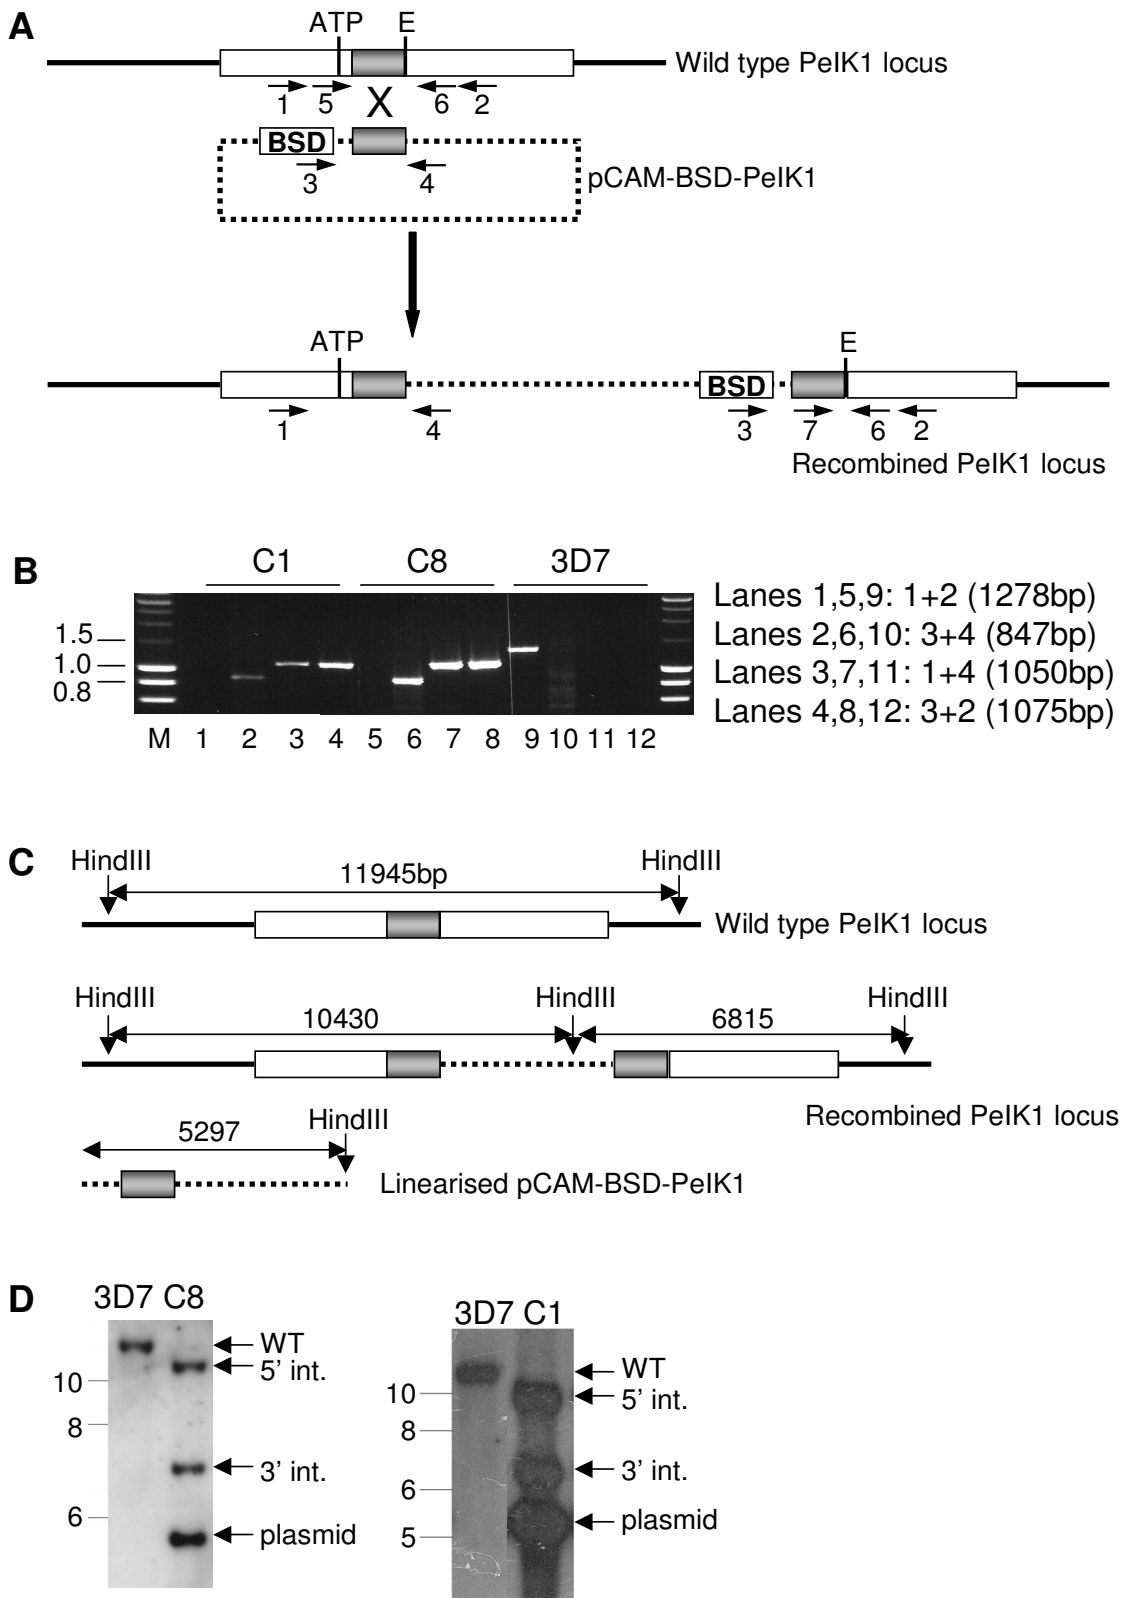 A
ATP E
Wild type PeIK1 locus
1 5 X 6 2
BSD
3 4
pCAM-BSD-PeIK1
ATP E
BSD
1 4 3 7 6 2
Recombined PeIK1 locus
B
C1 C8 3D7
1.5
1.0
0.8
M 1 2 3 4 5 6 7 8 9 10 11 12
Lanes 1,5,9: 1+2 (1278bp)
Lanes 2,6,10: 3+4 (847bp)
Lanes 3,7,11: 1+4 (1050bp)
Lanes 4,8,12: 3+2 (1075bp)
C
HindIII HindIII
11945bp
Wild type PeIK1 locus
HindIII HindIII HindIII
10430 6815
Recombined PeIK1 locus
HindIII
5297
Linearised pCAM-BSD-PeIK1
D
3D7 C8
WT
5’ int.
10
8
3’ int.
6
plasmid
3D7 C1
WT
10
5’ int.
8
3’ int.
6
plasmid
5